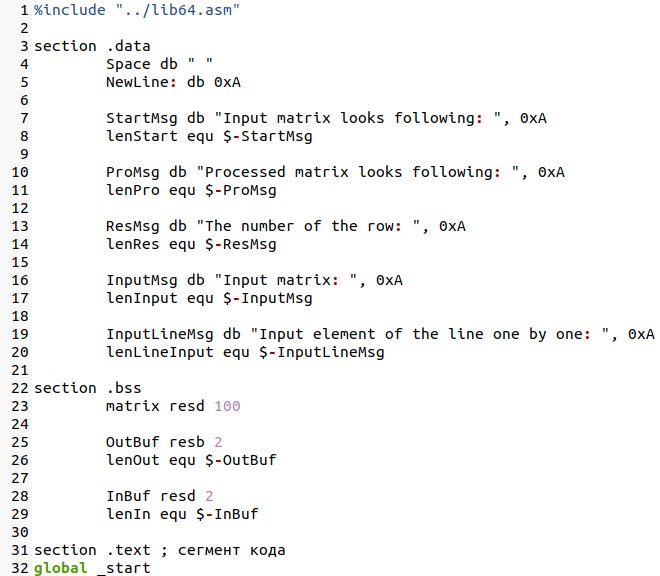 1 %include "../lib64.asm"
2
3 section .data
4 Space db " "
5 NewLine: db 0xA
6
7 StartMsg db "Input matrix looks following: ", 0xA
8 lenStart equ $-StartMsg
9
10 ProMsg db "Processed matrix looks following: ", 0xA
11 lenPro equ $-ProMsg
12
13 ResMsg db "The number of the row: ", 0xA
14 lenRes equ $-ResMsg
15
16 InputMsg db "Input matrix: ", 0xA
17 lenInput equ $-InputMsg
18
19 InputLineMsg db "Input element of the line one by one: ", 0xA
20 lenLineInput equ $-InputLineMsg
21
22 section .bss
23 matrix resd 100
24
25 OutBuf resb 2
26 lenOut equ $-OutBuf
27
28 InBuf resd 2
29 lenIn equ $-InBuf
30
31 section .text ; сегмент кода
32 global _start